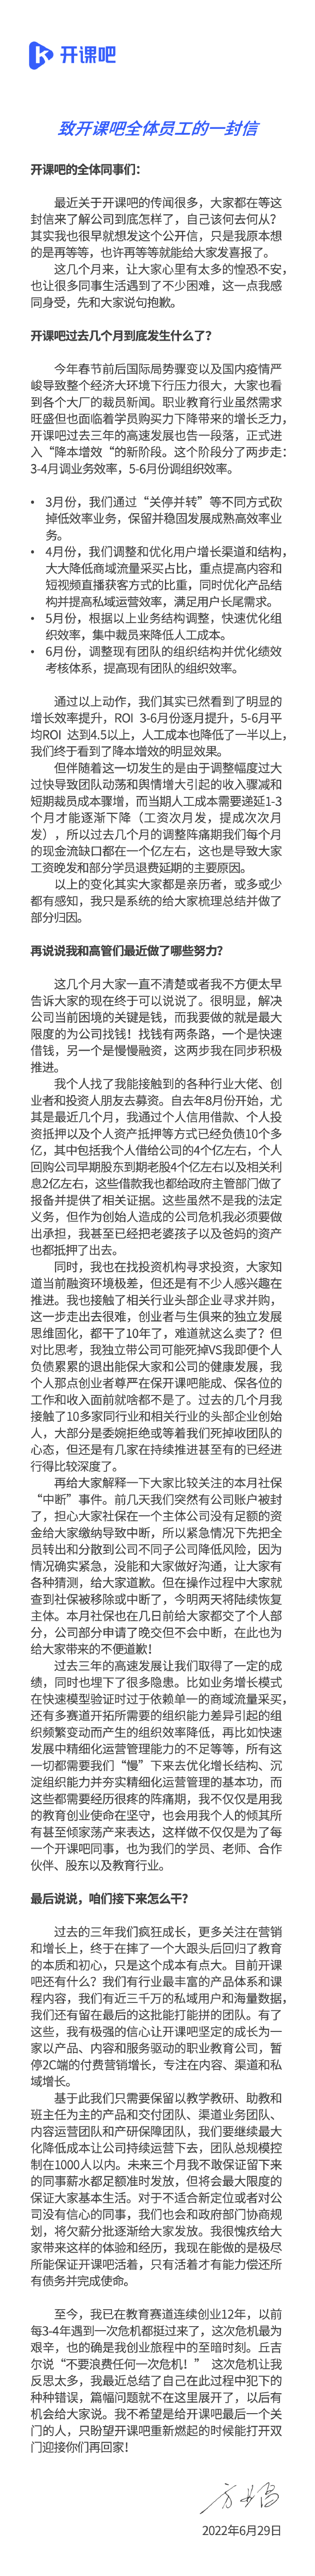 开课吧
致开课吧全体员工的一封信
开课吧的全体同事们：
最近关于开课吧的传闻很多，大家都在等这
封信来了解公司到底怎样了，自己该何去何从？
其实我也很早就想发这个公开信，只是我原本想
的是再等等，也许再等等就能给大家发喜报了。
这几个月来，让大家心里有太多的惶恐不安，
也让很多同事生活遇到了不少困难，这一点我感
同身受，先和大家说句抱歉。
开课吧过去几个月到底发生什么了？
今年春节前后国际局势骤变以及国内疫情严
峻导致整个经济大环境下行压力很大，大家也看
到各个大厂的裁员新闻。职业教育行业虽然需求
旺盛但也面临着学员购买力下降带来的增长乏力，
开课吧过去三年的高速发展也告一段落，正式进
入“降本增效“的新阶段。这个阶段分了两步走：
3-4月调业务效率，5-6月份调组织效率。
• 3月份，我们通过“关停并转”等不同方式砍
掉低效率业务，保留并稳固发展成熟高效率业
务。
• 4月份，我们调整和优化用户增长渠道和结构，
大大降低商域流量采买占比，重点提高内容和
短视频直播获客方式的比重，同时优化产品结
构并提高私域运营效率，满足用户长尾需求。
• 5月份，根据以上业务结构调整，快速优化组
织效率，集中裁员来降低人工成本。
• 6月份，调整现有团队的组织结构并优化绩效
考核体系，提高现有团队的组织效率。
通过以上动作，我们其实已然看到了明显的
增长效率提升，ROI 3-6月份逐月提升，5-6月平
均ROI 达到4.5以上，人工成本也降低了一半以上，
我们终于看到了降本增效的明显效果。
但伴随着这一切发生的是由于调整幅度过大
过快导致团队动荡和舆情增大引起的收入骤减和
短期裁员成本骤增，而当期人工成本需要递延1-3
个月才能逐渐下降（工资次月发，提成次次月
发），所以过去几个月的调整阵痛期我们每个月
的现金流缺口都在一个亿左右，这也是导致大家
工资晚发和部分学员退费延期的主要原因。
以上的变化其实大家都是亲历者，或多或少
都有感知，我只是系统的给大家梳理总结并做了
部分归因。
再说说我和高管们最近做了哪些努力？
这几个月大家一直不清楚或者我不方便太早
告诉大家的现在终于可以说说了。很明显，解决
公司当前困境的关键是钱，而我要做的就是最大
限度的为公司找钱！找钱有两条路，一个是快速
借钱，另一个是慢慢融资，这两步我在同步积极
推进。
我个人找了我能接触到的各种行业大佬、创
业者和投资人朋友去募资。自去年8月份开始，尤
其是最近几个月，我通过个人信用借款、个人投
资抵押以及个人资产抵押等方式已经负债10个多
亿，其中包括我个人借给公司的4个亿左右，个人
回购公司早期股东到期老股4个亿左右以及相关利
息2亿左右，这些借款我也都给政府主管部门做了
报备并提供了相关证据。这些虽然不是我的法定
义务，但作为创始人造成的公司危机我必须要做
出承担，我甚至已经把老婆孩子以及爸妈的资产
也都抵押了出去。
同时，我也在找投资机构寻求投资，大家知
道当前融资环境极差，但还是有不少人感兴趣在
推进。我也接触了相关行业头部企业寻求并购，
这一步走出去很难，创业者与生俱来的独立发展
思维固化，都干了10年了，难道就这么卖了？但
对比思考，我独立带公司可能死掉VS我即便个人
负债累累的退出能保大家和公司的健康发展，我
个人那点创业者尊严在保开课吧能成、保各位的
工作和收入面前就啥都不是了。过去的几个月我
接触了10多家同行业和相关行业的头部企业创始
人，大部分是委婉拒绝或等着我们死掉收团队的
心态，但还是有几家在持续推进甚至有的已经进
行得比较深度了。
再给大家解释一下大家比较关注的本月社保
“中断”事件。前几天我们突然有公司账户被封
了，担心大家社保在一个主体公司没有足额的资
金给大家缴纳导致中断，所以紧急情况下先把全
员转出和分散到公司不同子公司降低风险，因为
情况确实紧急，没能和大家做好沟通，让大家有
各种猜测，给大家道歉。但在操作过程中大家就
查到社保被移除或中断了，今明两天将陆续恢复
主体。本月社保也在几日前给大家都交了个人部
分，公司部分申请了晚交但不会中断，在此也为
给大家带来的不便道歉！
过去三年的高速发展让我们取得了一定的成
绩，同时也埋下了很多隐患。比如业务增长模式
在快速模型验证时过于依赖单一的商域流量采买，
还有多赛道开拓所需要的组织能力差异引起的组
织频繁变动而产生的组织效率降低，再比如快速
发展中精细化运营管理能力的不足等等，所有这
一切都需要我们“慢”下来去优化增长结构、沉
淀组织能力并夯实精细化运营管理的基本功，而
这些都需要经历很疼的阵痛期，我不仅仅是用我
的教育创业使命在坚守，也会用我个人的倾其所
有甚至倾家荡产来表达，这样做不仅仅是为了每
一个开课吧同事，也为我们的学员、老师、合作
伙伴、股东以及教育行业。
最后说说，咱们接下来怎么干？
过去的三年我们疯狂成长，更多关注在营销
和增长上，终于在摔了一个大跟头后回归了教育
的本质和初心，只是这个成本有点大。目前开课
吧还有什么？我们有行业最丰富的产品体系和课
程内容，我们有近三千万的私域用户和海量数据，
我们还有留在最后的这批能打能拼的团队。有了
这些，我有极强的信心让开课吧坚定的成长为一
家以产品、内容和服务驱动的职业教育公司，暂
停2C端的付费营销增长，专注在内容、渠道和私
域增长。
基于此我们只需要保留以教学教研、助教和
班主任为主的产品和交付团队、渠道业务团队、
内容运营团队和产研保障团队，我们要继续最大
化降低成本让公司持续运营下去，团队总规模控
制在1000人以内。未来三个月我不敢保证留下来
的同事薪水都足额准时发放，但将会最大限度的
保证大家基本生活。对于不适合新定位或者对公
司没有信心的同事，我们也会和政府部门协商规
划，将欠薪分批逐渐给大家发放。我很愧疚给大
家带来这样的体验和经历，我现在能做的是极尽
所能保证开课吧活着，只有活着才有能力偿还所
有债务并完成使命。
至今，我已在教育赛道连续创业12年，以前
每3-4年遇到一次危机都挺过来了，这次危机最为
艰辛，也的确是我创业旅程中的至暗时刻。丘吉
尔说“不要浪费任何一次危机！” 这次危机让我
反思太多，我最近总结了自己在此过程中犯下的
种种错误，篇幅问题就不在这里展开了，以后有
机会给大家说。我不希望是给开课吧最后一个关
门的人，只盼望开课吧重新燃起的时候能打开双
门迎接你们再回家！
2022年6月29日